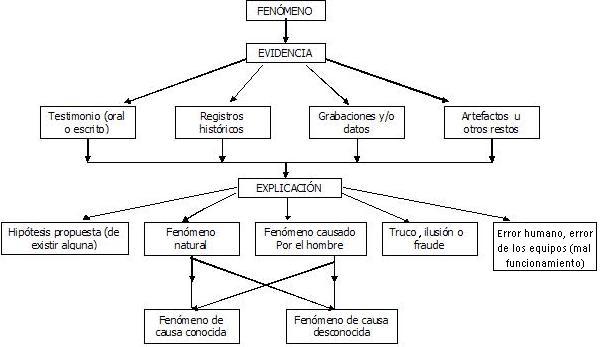 FENÓMENO
EVIDENCIA
Testimonio (oral
o escrito)
Registros
históricos
Grabaciones y/o
datos
Artefactos u
otros restos
EXPLICACIÓN
Hipótesis propuesta (de
existir alguna)
Fenómeno
natural
Fenómeno causado
Por el hombre
Truco, ilusión o
fraude
Error humano, error
de los equipos (mal
funcionamiento)
Fenómeno de
causa conocida
Fenómeno de causa
desconocida